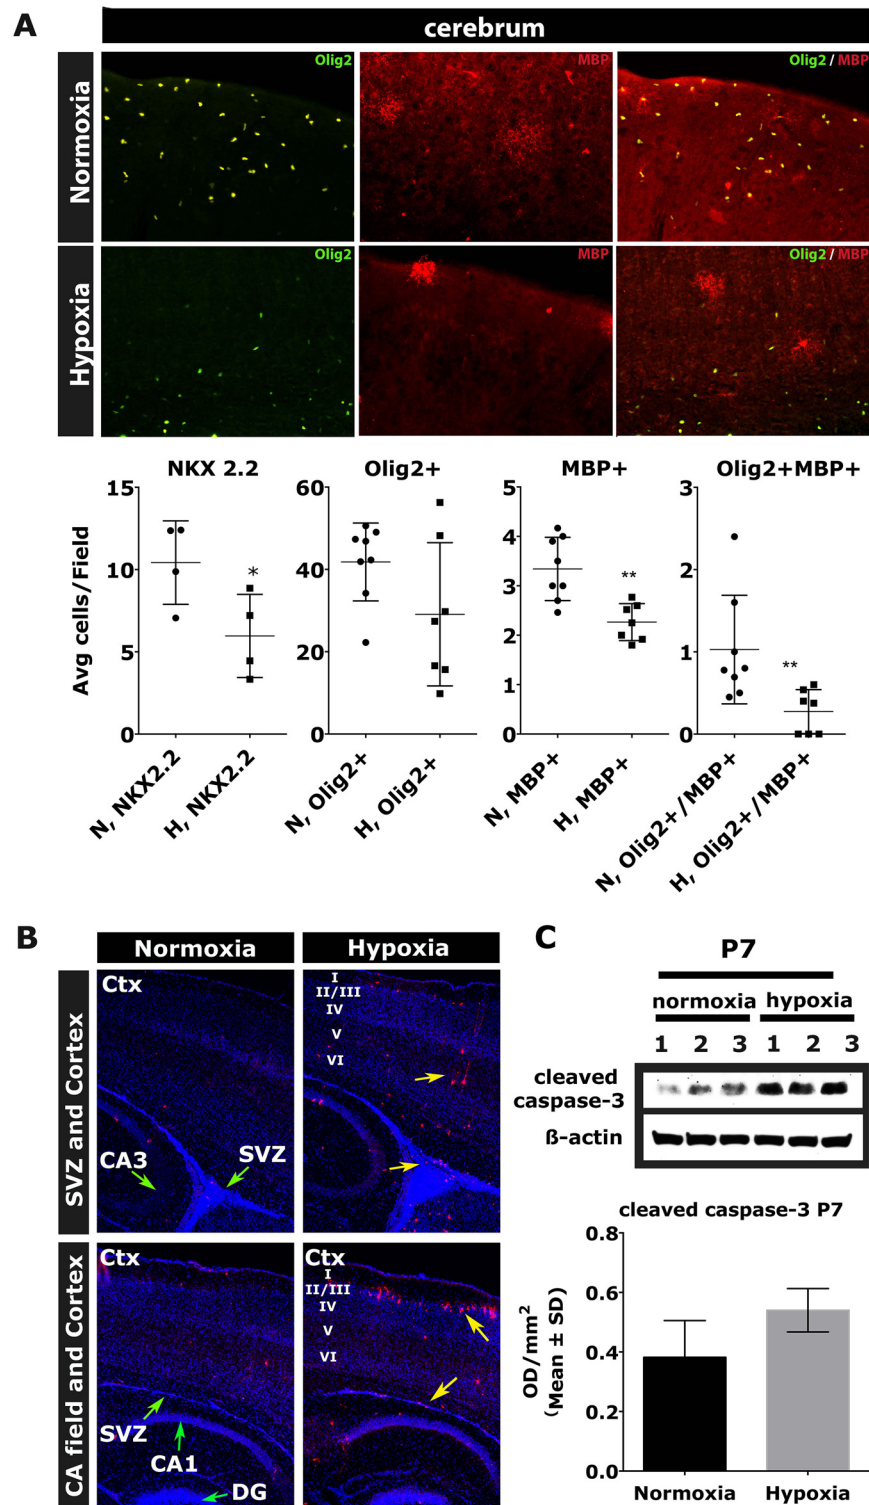 A
cerebrum
Normoxia
Olig2
MBP
Olig2 / MBP
Hypoxia
Olig2
MBP
Olig2 / MBP
NKX 2.2
Olig2+
MBP+
Olig2+MBP+
Avg cells/Field
15
10
5
0
*
N, NKX2.2
H, NKX2.2
60
40
20
0
N, Olig2+
H, Olig2+
5
4
3
2
1
0
**
N, MBP+
H, MBP+
3
2
1
0
**
N, Olig2+/MBP+
H, Olig2+/MBP+
B
Normoxia
Hypoxia
SVZ and Cortex
Ctx
CA3
SVZ
I
II/III
IV
V
VI
CA field and Cortex
Ctx
SVZ
CA1
DG
Ctx
I
II/III
IV
V
VI
C
P7
normoxia hypoxia
1 2 3 1 2 3
cleaved
caspase-3
ß-actin
cleaved caspase-3 P7
OD/mm²
(Mean ± SD)
0.8
0.6
0.4
0.2
0.0
Normoxia
Hypoxia